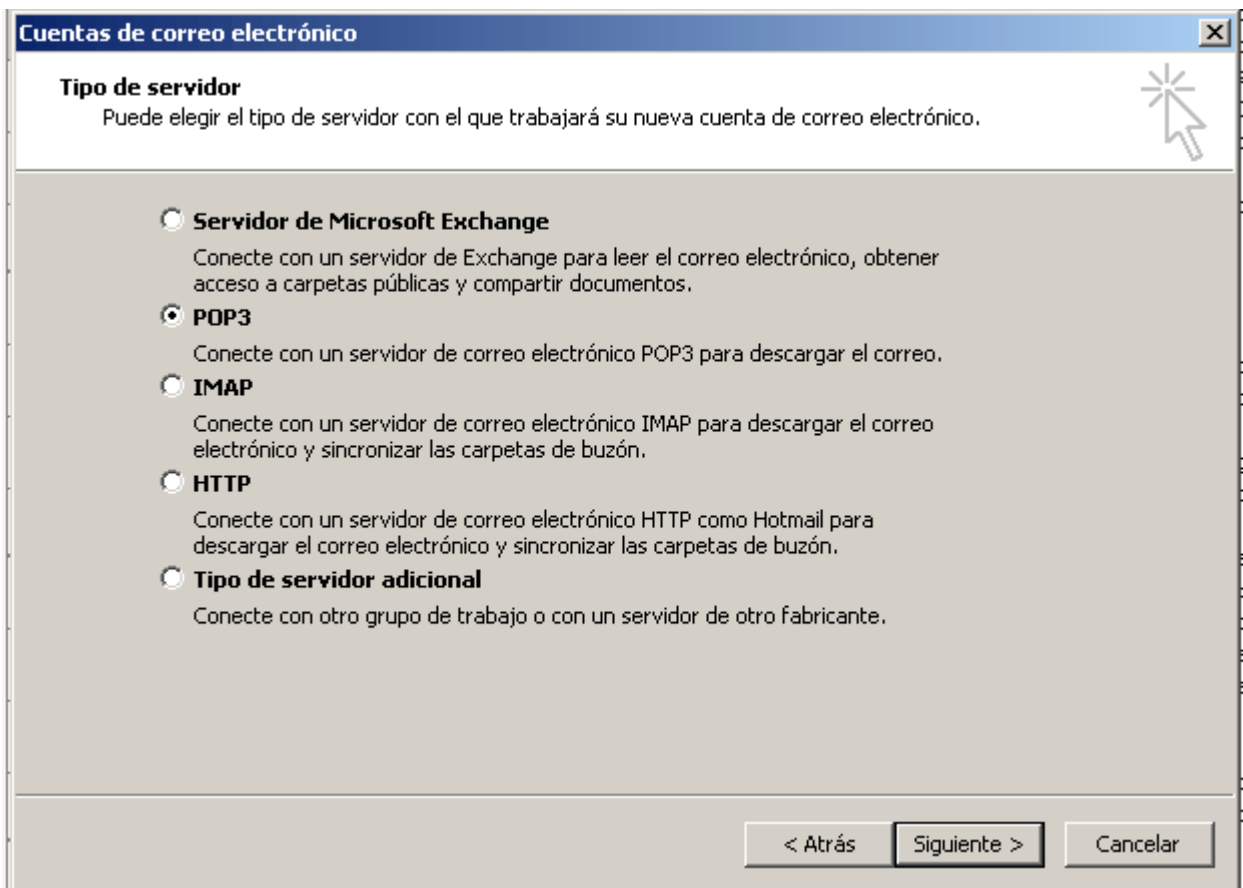 Cuentas de correo electrónico
Tipo de servidor
Puede elegir el tipo de servidor con el que trabajará su nueva cuenta de correo electrónico.
Servidor de Microsoft Exchange
Conecte con un servidor de Exchange para leer el correo electrónico, obtener
acceso a carpetas públicas y compartir documentos.
POP3
Conecte con un servidor de correo electrónico POP3 para descargar el correo.
IMAP
Conecte con un servidor de correo electrónico IMAP para descargar el correo
electrónico y sincronizar las carpetas de buzón.
HTTP
Conecte con un servidor de correo electrónico HTTP como Hotmail para
descargar el correo electrónico y sincronizar las carpetas de buzón.
Tipo de servidor adicional
Conecte con otro grupo de trabajo o con un servidor de otro fabricante.
< Atrás Siguiente > Cancelar